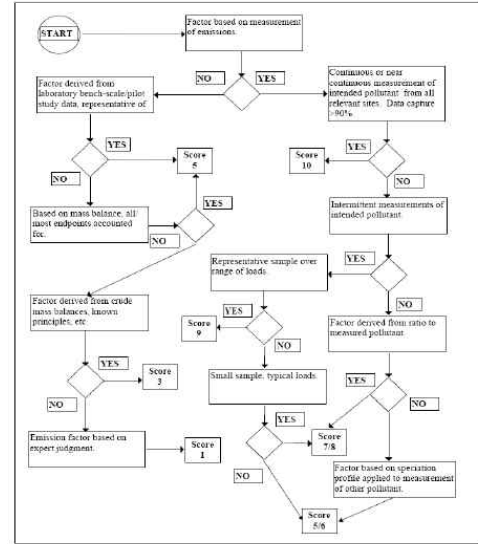 START
Factor based on measurement
of emissions.
NO
YES
Factor derived from
laboratory bench-scale/pilot
study data, representative of
Continuous or near
continuous measurement of
intended pollutant from all
relevant sites. Data capture
>90%
YES
Score
5
Score
10
YES
NO
NO
Based on mass balance, all/
most endpoints accounted
for.
YES
NO
Intermittent measurements of
intended pollutant.
Representative sample over
range of loads.
YES
NO
Factor derived from crude
mass balances, known
principles, etc
YES
Score
9
NO
Factor derived from ratio to
measured pollutant
YES
Score
3
NO
Small sample, typical loads.
YES
NO
Emission factor based on
expert judgment.
Score
1
YES
Score
7/8
NO
Factor based on speciation
profile applied to measurement
of other pollutant.
Score
5/6